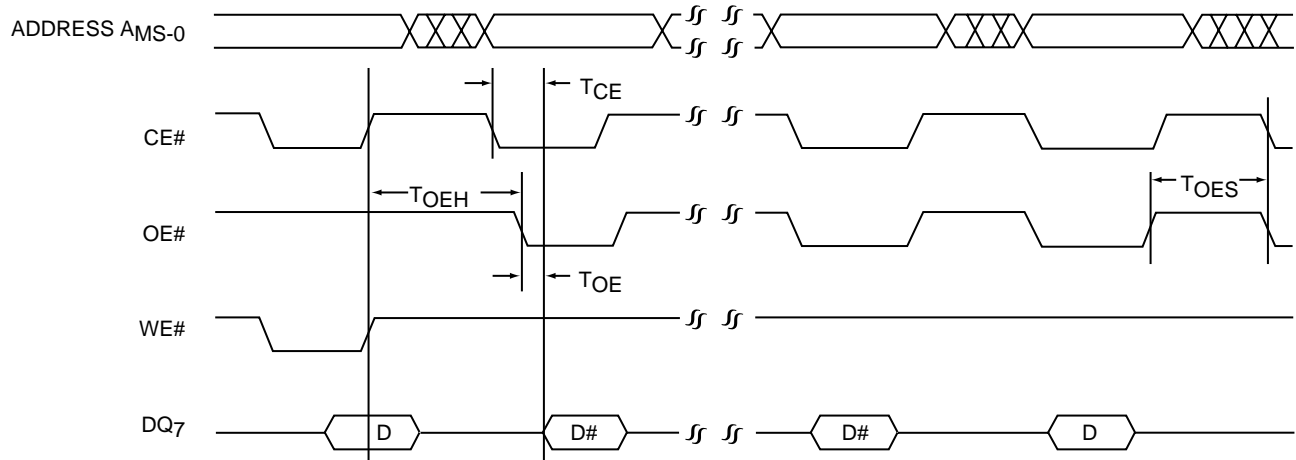 ADDRESS AMS-0
TCE
CE#
TOEH
TOES
OE#
TOE
WE#
DQ7
D
D#
D#
D